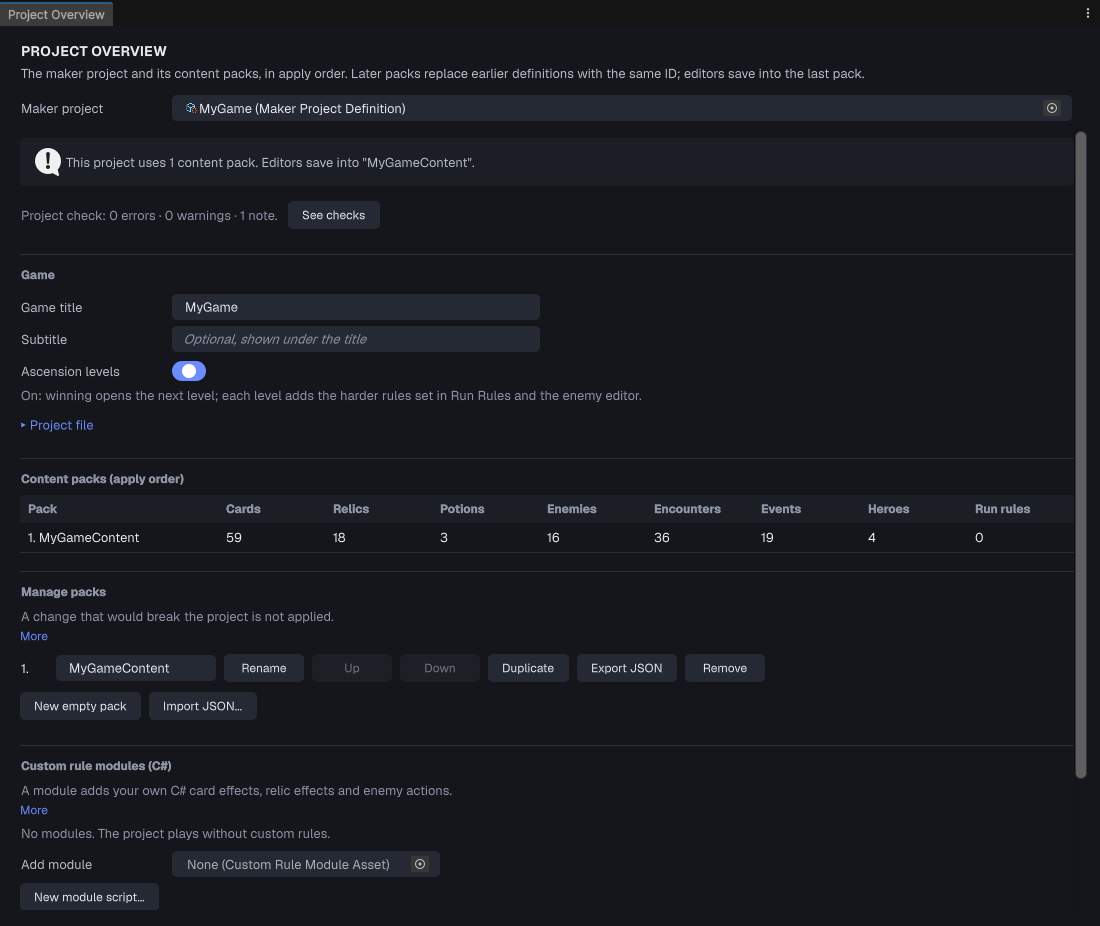 Project Overview
PROJECT OVERVIEW
The maker project and its content packs, in apply order. Later packs replace earlier definitions with the same ID; editors save into the last pack.
Maker project MyGame (Maker Project Definition)
This project uses 1 content pack. Editors save into "MyGameContent".
Project check: 0 errors · 0 warnings · 1 note. See checks
Game
Game title MyGame
Subtitle Optional, shown under the title
Ascension levels
On: winning opens the next level; each level adds the harder rules set in Run Rules and the enemy editor.
Project file
Content packs (apply order)
Pack Cards Relics Potions Enemies Encounters Events Heroes Run rules
1. MyGameContent 59 18 3 16 36 19 4 0
Manage packs
A change that would break the project is not applied.
More
1. MyGameContent Rename Up Down Duplicate Export JSON Remove
New empty pack Import JSON...
Custom rule modules (C#)
A module adds your own C# card effects, relic effects and enemy actions.
More
No modules. The project plays without custom rules.
Add module None (Custom Rule Module Asset)
New module script...